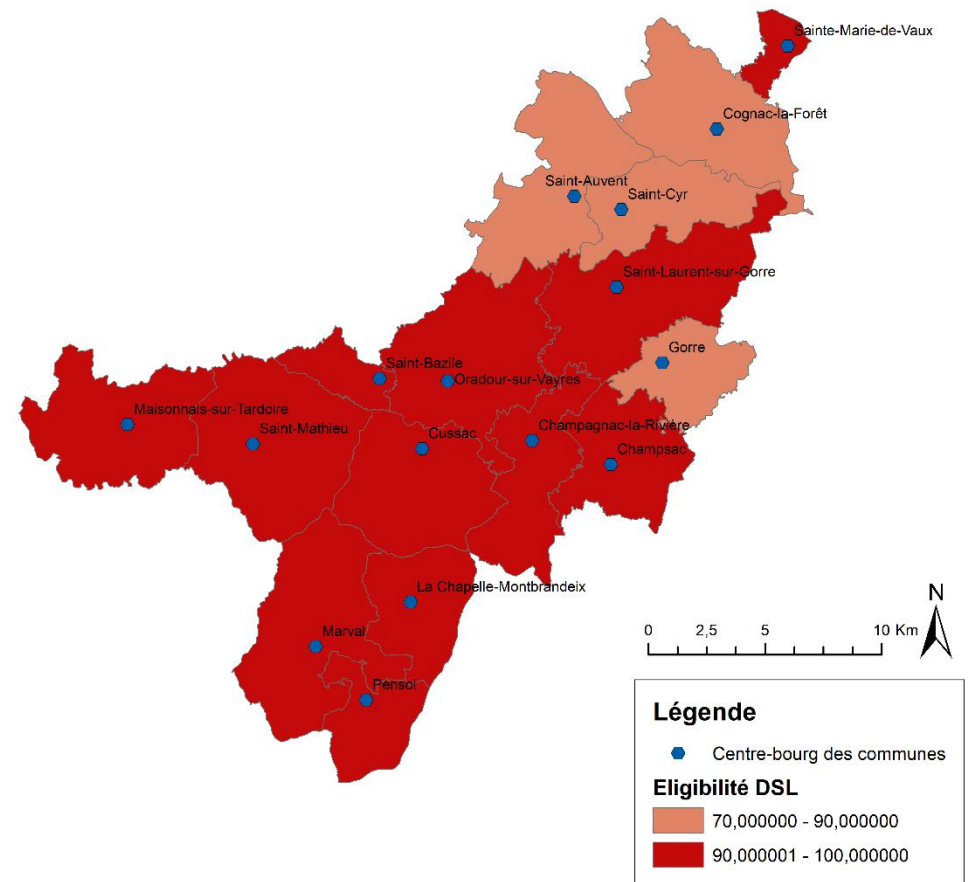 Sainte-Marie-de-Vaux
Cognac-la-Forêt
Saint-Auvent
Saint-Cyr
Saint-Laurent-sur-Gorre
Gorre
Saint-Bazile
Oradour-sur-Vayres
Maisonnais-sur-Tardoire
Saint-Mathieu
Cussac
Champagnac-la-Rivière
Champsac
La Chapelle-Montbrandeix
Marval
Pensol
N
0 2,5 5 10 Km
Légende
Centre-bourg des communes
Eligibilité DSL
70,000000 - 90,000000
90,000001 - 100,000000